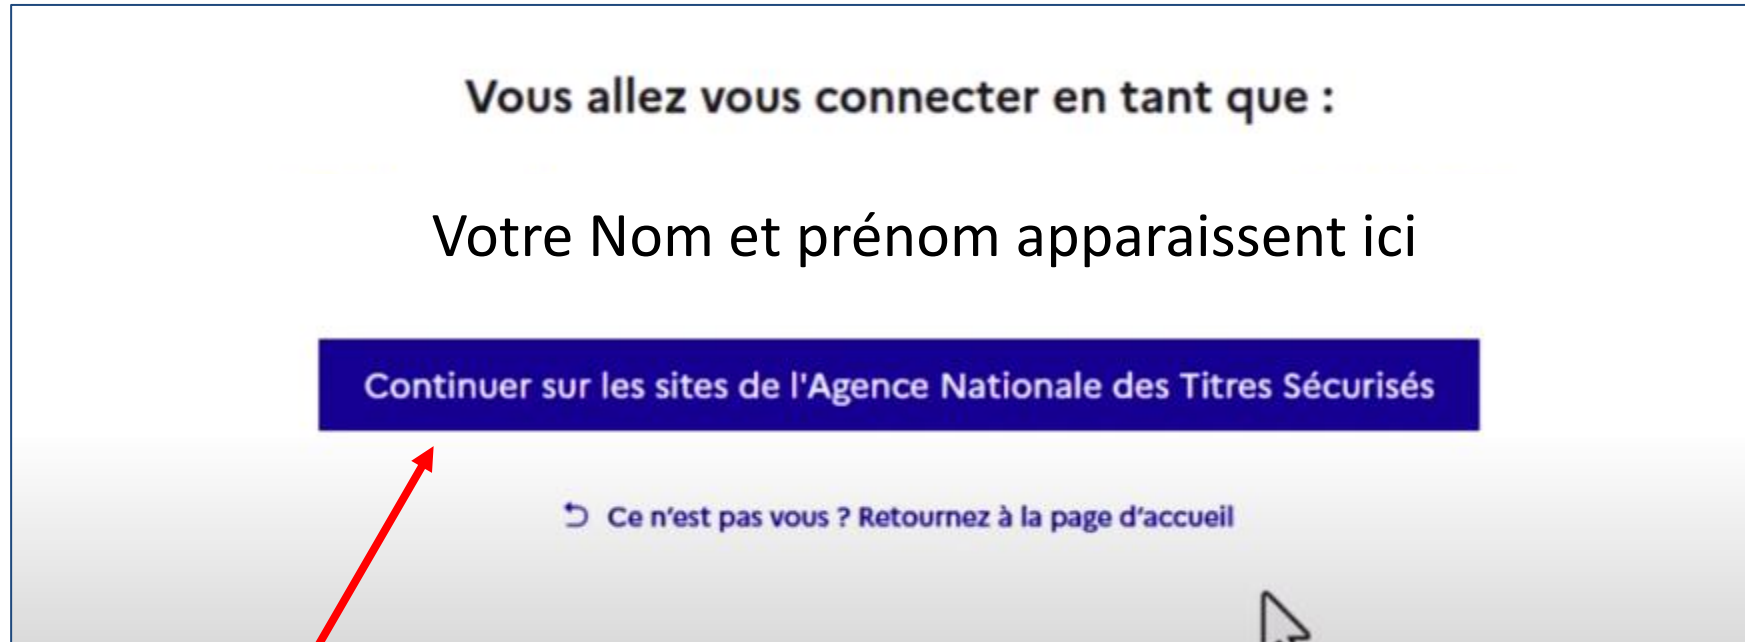 Vous allez vous connecter en tant que :
Votre Nom et prénom apparaissent ici
Continuer sur les sites de l'Agence Nationale des Titres Sécurisés
Ce n'est pas vous ? Retournez à la page d'accueil